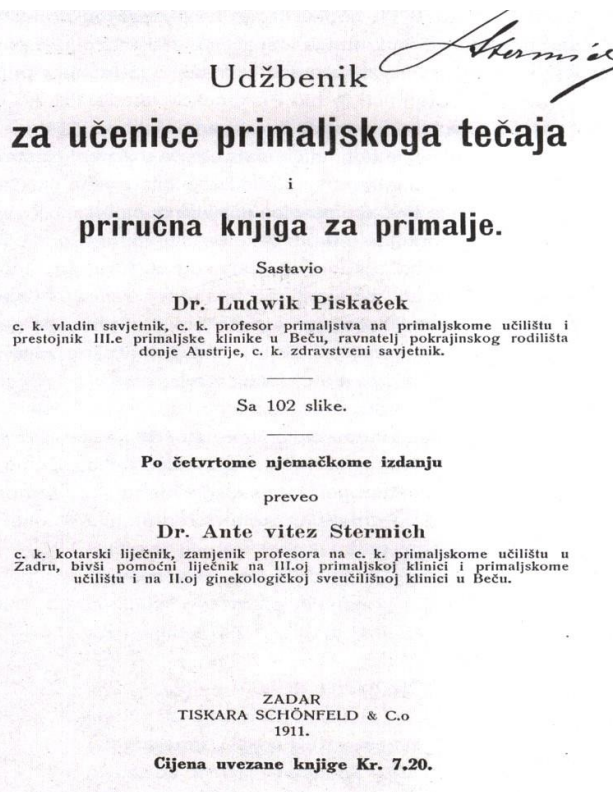 Stermich
Udžbenik
za učenice primaljskoga tečaja
i
priručna knjiga za primalje.
Sastavio
Dr. Ludwik Piskaček
c. k. vladin savjetnik, c. k. profesor primaljstva na primaljskome učilištu i
prestojnik III.e primaljske klinike u Beču, ravnatelj pokrajinskog rodilišta
donje Austrije, c. k. zdravstveni savjetnik.
Sa 102 slike.
Po četvrtome njemačkome izdanju
preveo
Dr. Ante vitez Stermich
c. k. kotarski liječnik, zamjenik profesora na c. k. primaljskome učilištu u
Zadru, bivši pomoćni liječnik na III.oj primaljskoj klinici i primaljskome
učilištu i na II.oj ginekologičkoj sveučilišnoj klinici u Beču.
ZADAR
TISKARA SCHÖNFELD & C.o
1911.
Cijena uvezane knjige Kr. 7,20.